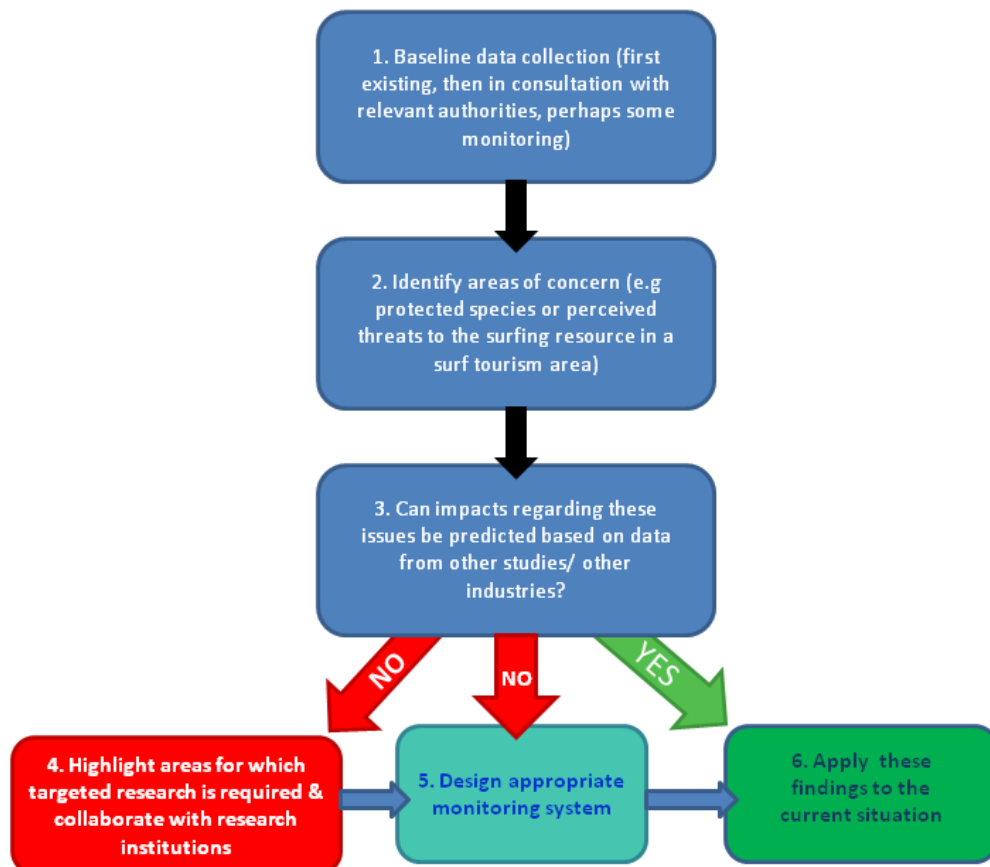 1. Baseline data collection (first
existing, then in consultation with
relevant authorities, perhaps some
monitoring)
2. Identify areas of concern (e.g
protected species or perceived
threats to the surfing resource in a
surf tourism area)
3. Can impacts regarding these
issues be predicted based on data
from other studies/ other
industries?
NO
NO
YES
4. Highlight areas for which
targeted research is required &
collaborate with research
institutions
5. Design appropriate
monitoring system
6. Apply these
findings to the
current situation